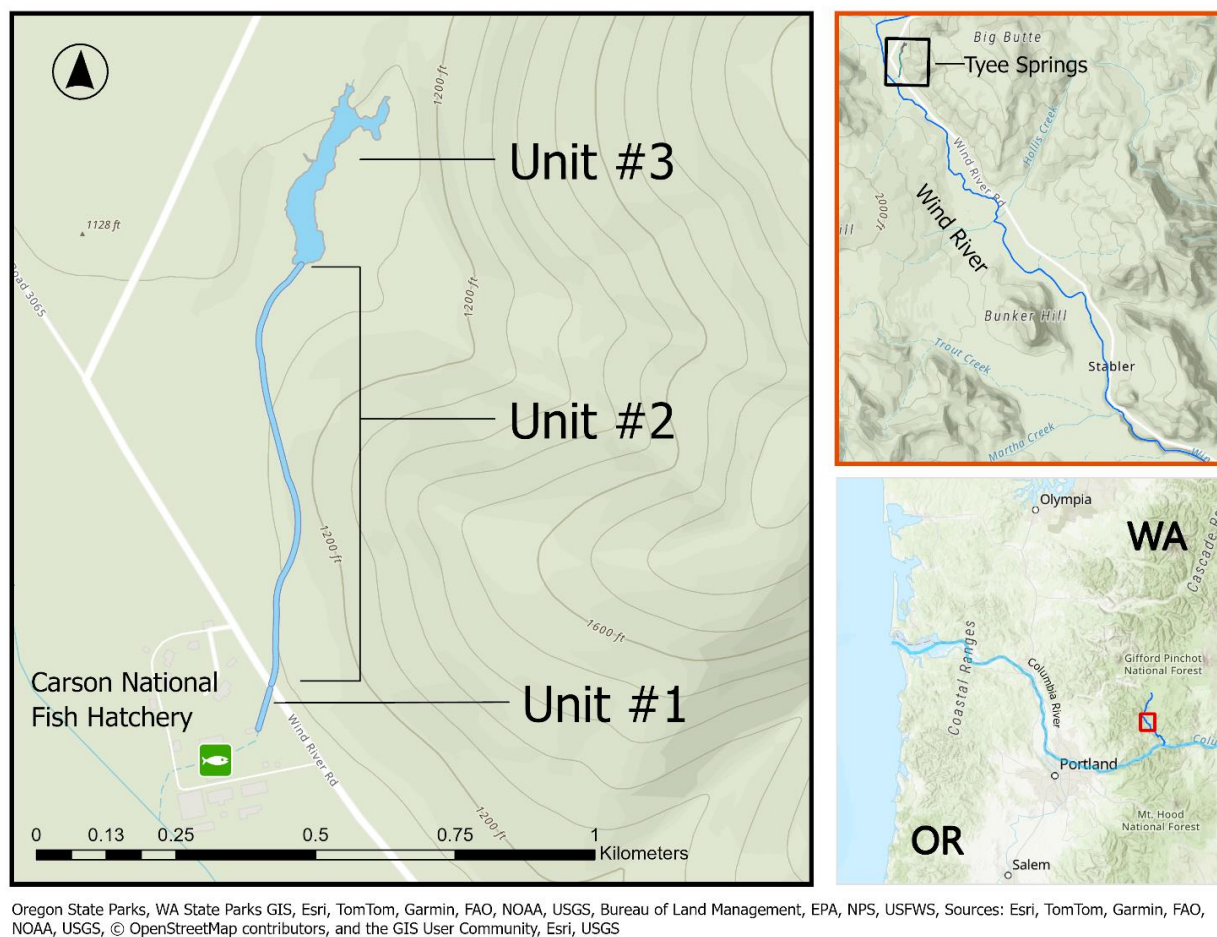 Unit #3
1200 ft
1128 ft
1200 ft
Road 3065
Unit #2
1200 ft
1600 ft
Carson National
Fish Hatchery
Unit #1
Wind River Rd
1200 ft
0 0.13 0.25 0.5 0.75 1
Kilometers
Big Butte
Tyee Springs
Hollis Creek
Wind River Rd
2000 ft
ill
Wind River
Bunker Hill
Trout Creek
Stabler
Martha Creek
Win
Olympia
WA
Cascade Ra
Coastal Ranges
Columbia River
Gifford Pinchot
National Forest
Colu
Portland
Mt. Hood
National Forest
OR
Salem
Oregon State Parks, WA State Parks GIS, Esri, TomTom, Garmin, FAO, NOAA, USGS, Bureau of Land Management, EPA, NPS, USFWS, Sources: Esri, TomTom, Garmin, FAO,
NOAA, USGS, © OpenStreetMap contributors, and the GIS User Community, Esri, USGS